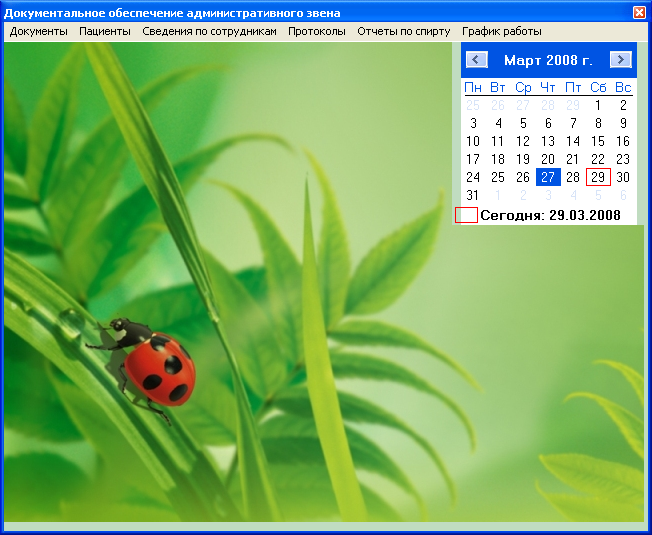 Документальное обеспечение административного звена
Документы Пациенты Сведения по сотрудникам Протоколы Отчеты по спирту График работы
Март 2008 г.
Пн Вт Ср Чт Пт Сб Вс
25 26 27 28 29 1 2
3 4 5 6 7 8 9
10 11 12 13 14 15 16
17 18 19 20 21 22 23
24 25 26 27 28 29 30
31 1 2 3 4 5 6
Сегодня: 29.03.2008